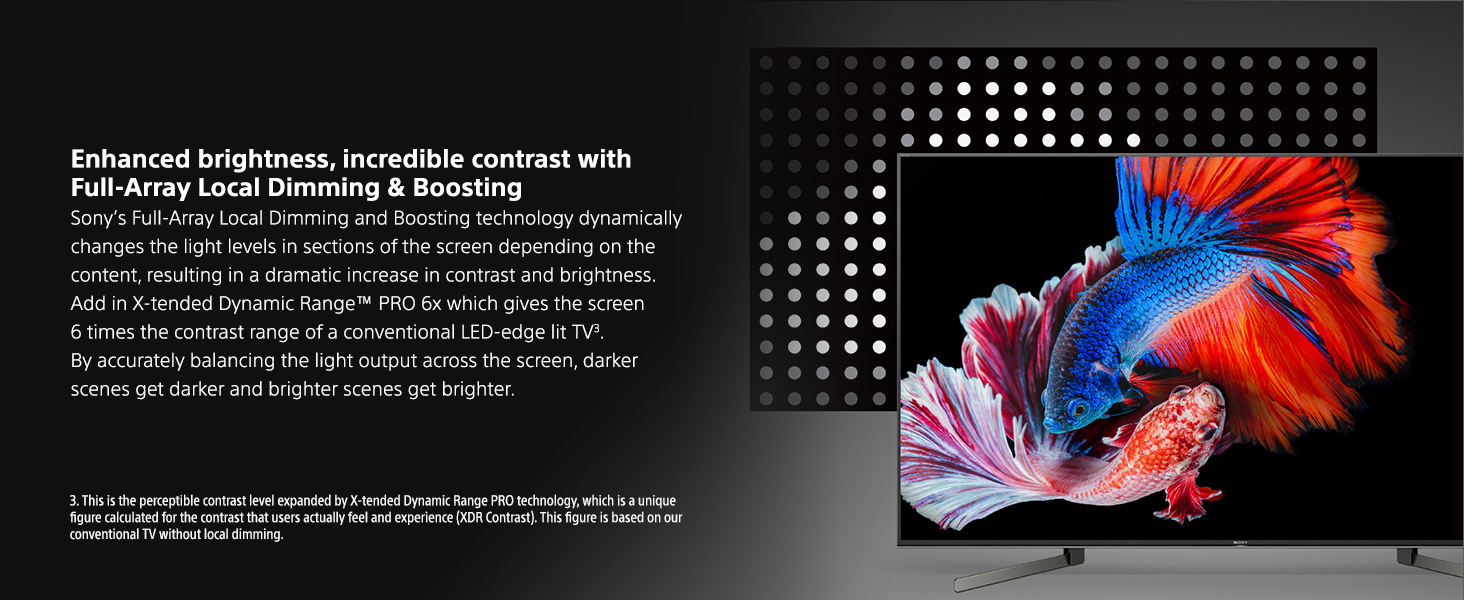 Enhanced brightness, incredible contrast with
Full-Array Local Dimming & Boosting
Sony’s Full-Array Local Dimming and Boosting technology dynamically
changes the light levels in sections of the screen depending on the
content, resulting in a dramatic increase in contrast and brightness.
Add in X-tended Dynamic Range™ PRO 6x which gives the screen
6 times the contrast range of a conventional LED-edge lit TV³.
By accurately balancing the light output across the screen, darker
scenes get darker and brighter scenes get brighter.
3. This is the perceptible contrast level expanded by X-tended Dynamic Range PRO technology, which is a unique
figure calculated for the contrast that users actually feel and experience (XDR Contrast). This figure is based on our
conventional TV without local dimming.
SONY